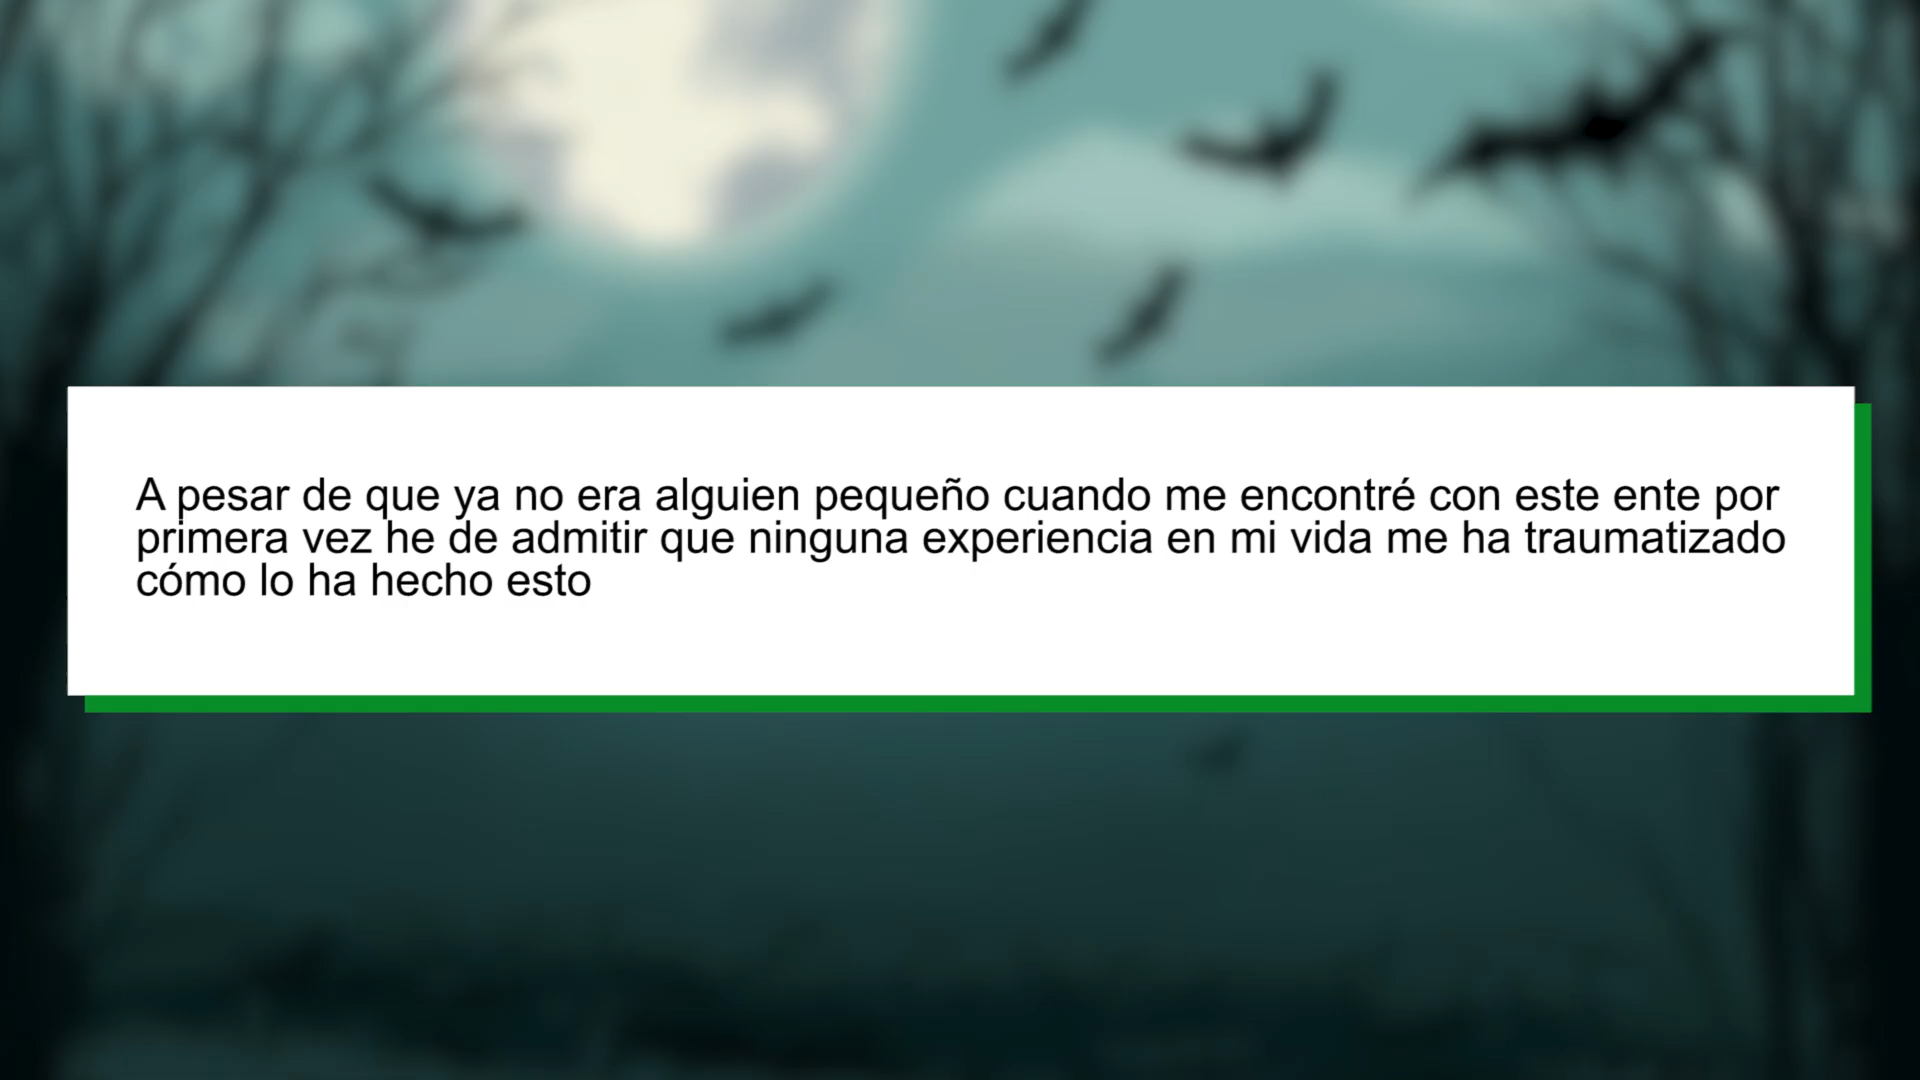 A pesar de que ya no era alguien pequeño cuando me encontré con este ente por
primera vez he de admitir que ninguna experiencia en mi vida me ha traumatizado
cómo lo ha hecho esto